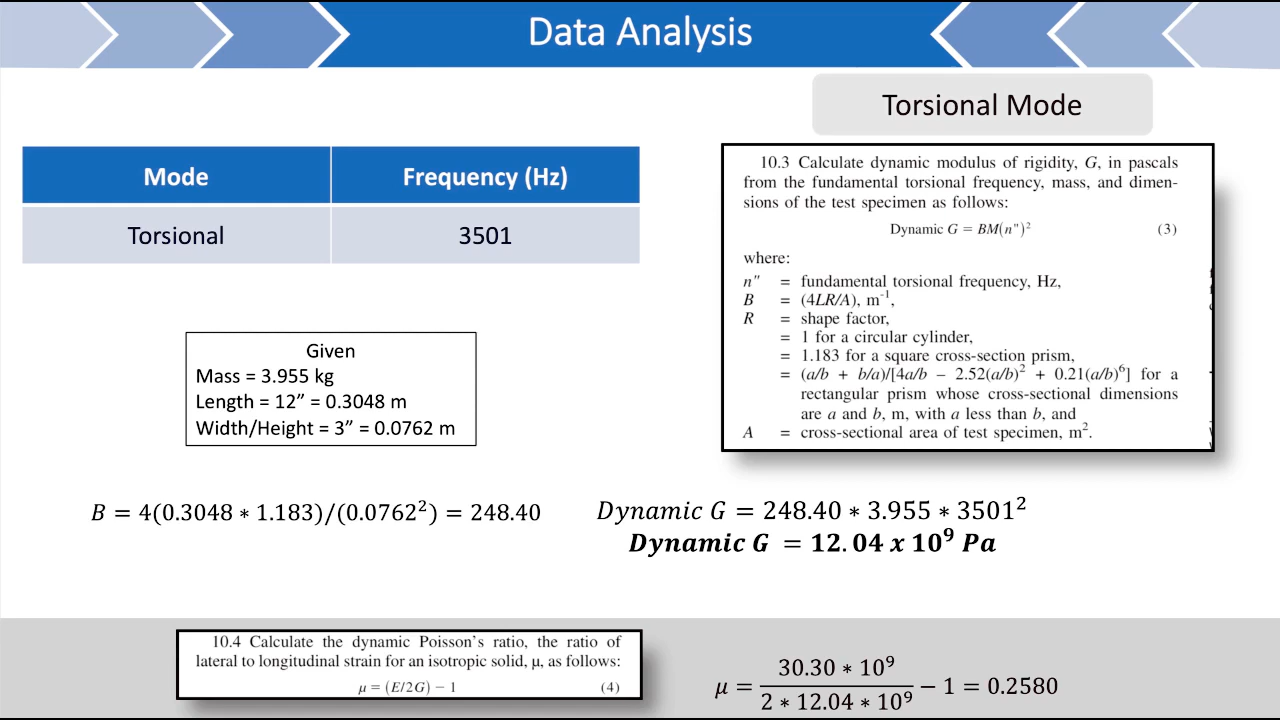 Data Analysis
Torsional Mode
Mode Frequency (Hz)
Torsional 3501
10.3 Calculate dynamic modulus of rigidity, G, in pascals
from the fundamental torsional frequency, mass, and dimen-
sions of the test specimen as follows:
Dynamic G = BM(n")² (3)
where:
n" = fundamental torsional frequency, Hz,
B = (4LR/A), m⁻¹,
R = shape factor,
= 1 for a circular cylinder,
= 1.183 for a square cross-section prism,
= (a/b + b/a)/[4a/b − 2.52(a/b)² + 0.21(a/b)⁶] for a
rectangular prism whose cross-sectional dimensions
are a and b, m, with a less than b, and
A = cross-sectional area of test specimen, m².
Given
Mass = 3.955 kg
Length = 12” = 0.3048 m
Width/Height = 3” = 0.0762 m
B = 4(0.3048 * 1.183)/(0.0762²) = 248.40
Dynamic G = 248.40 * 3.955 * 3501²
Dynamic G = 12.04 x 10⁹ Pa
10.4 Calculate the dynamic Poisson's ratio, the ratio of
lateral to longitudinal strain for an isotropic solid, μ, as follows:
μ = (E/2G) − 1 (4)
μ = (30.30 * 10⁹)/(2 * 12.04 * 10⁹) − 1 = 0.2580